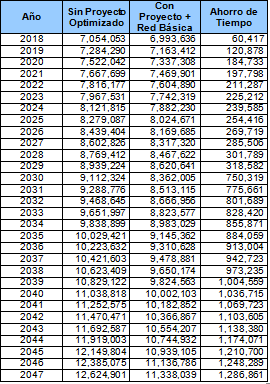 Año Sin Proyecto Optimizado Con Proyecto + Red Básica Ahorro de Tiempo
2018 7,054,053 6,993,636 60,417
2019 7,284,290 7,163,412 120,878
2020 7,522,042 7,337,308 184,733
2021 7,667,699 7,469,901 197,798
2022 7,816,177 7,604,890 211,287
2023 7,967,531 7,742,319 225,212
2024 8,121,815 7,882,230 239,585
2025 8,279,087 8,024,671 254,416
2026 8,439,404 8,169,685 269,719
2027 8,602,826 8,317,320 285,506
2028 8,769,412 8,467,622 301,789
2029 8,939,224 8,620,641 318,582
2030 9,112,324 8,362,005 750,319
2031 9,288,776 8,513,115 775,661
2032 9,468,645 8,666,956 801,689
2033 9,651,997 8,823,577 828,420
2034 9,838,899 8,983,029 855,871
2035 10,029,421 9,145,362 884,059
2036 10,223,632 9,310,628 913,004
2037 10,421,603 9,478,881 942,723
2038 10,623,409 9,650,174 973,235
2039 10,829,122 9,824,563 1,004,559
2040 11,038,818 10,002,103 1,036,715
2041 11,252,575 10,182,852 1,069,723
2042 11,470,471 10,366,867 1,103,605
2043 11,692,587 10,554,207 1,138,380
2044 11,919,003 10,744,932 1,174,071
2045 12,149,804 10,939,105 1,210,700
2046 12,385,075 11,136,786 1,248,289
2047 12,624,901 11,338,039 1,286,861